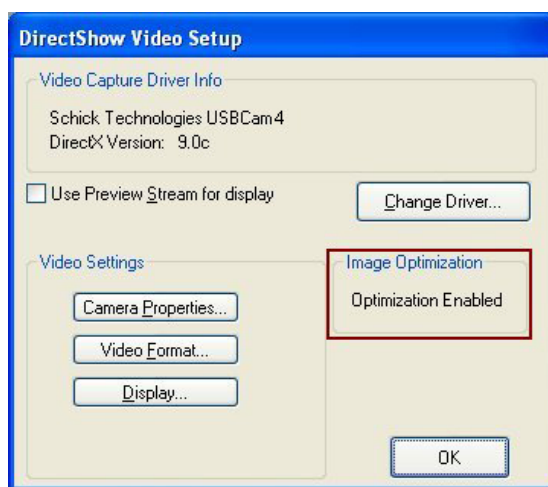 DirectShow Video Setup
Video Capture Driver Info
Schick Technologies USBCam4
DirectX Version: 9.0c
Use Preview Stream for display
Change Driver...
Video Settings
Image Optimization
Camera Properties...
Optimization Enabled
Video Format...
Display...
OK